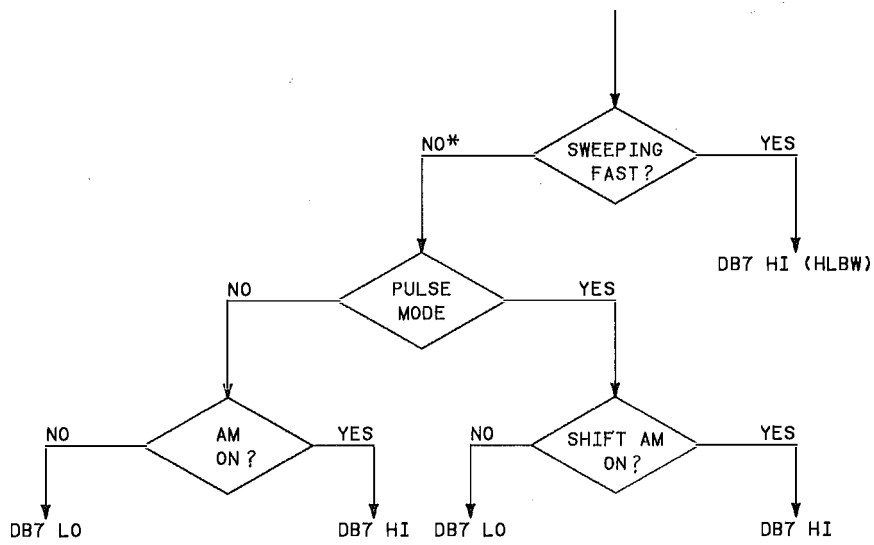 NO*
SWEEPING
FAST?
YES
DB7 HI (HLBW)
NO
PULSE
MODE
YES
NO
AM
ON?
YES
NO
SHIFT AM
ON?
YES
DB7 LO
DB7 HI
DB7 LO
DB7 HI